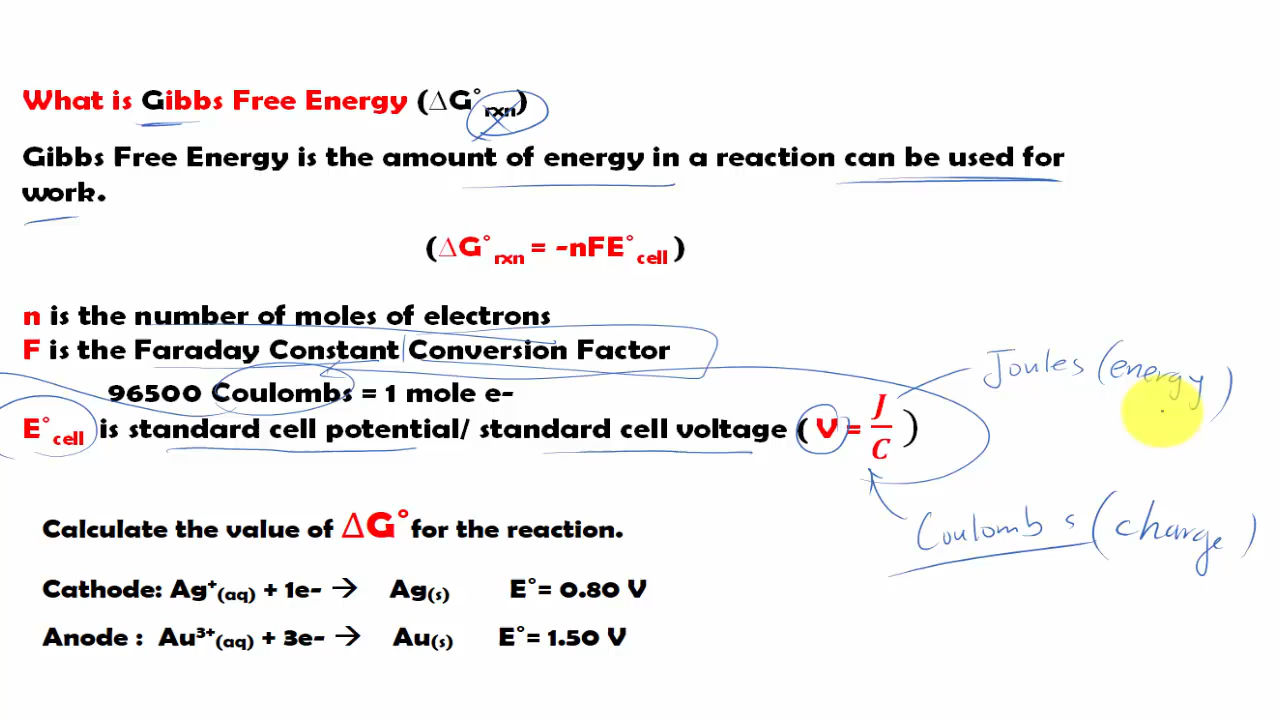 What is Gibbs Free Energy (△G°rxn)
Gibbs Free Energy is the amount of energy in a reaction can be used for
work.
(△G°rxn = -nFE°cell )
n is the number of moles of electrons
F is the Faraday Constant Conversion Factor
96500 Coulombs = 1 mole e-
E°cell is standard cell potential/ standard cell voltage ( V = J/C )
Joules (energy)
Coulombs (charge)
Calculate the value of △G° for the reaction.
Cathode: Ag⁺(aq) + 1e- → Ag(s) E°= 0.80 V
Anode : Au³⁺(aq) + 3e- → Au(s) E°= 1.50 V